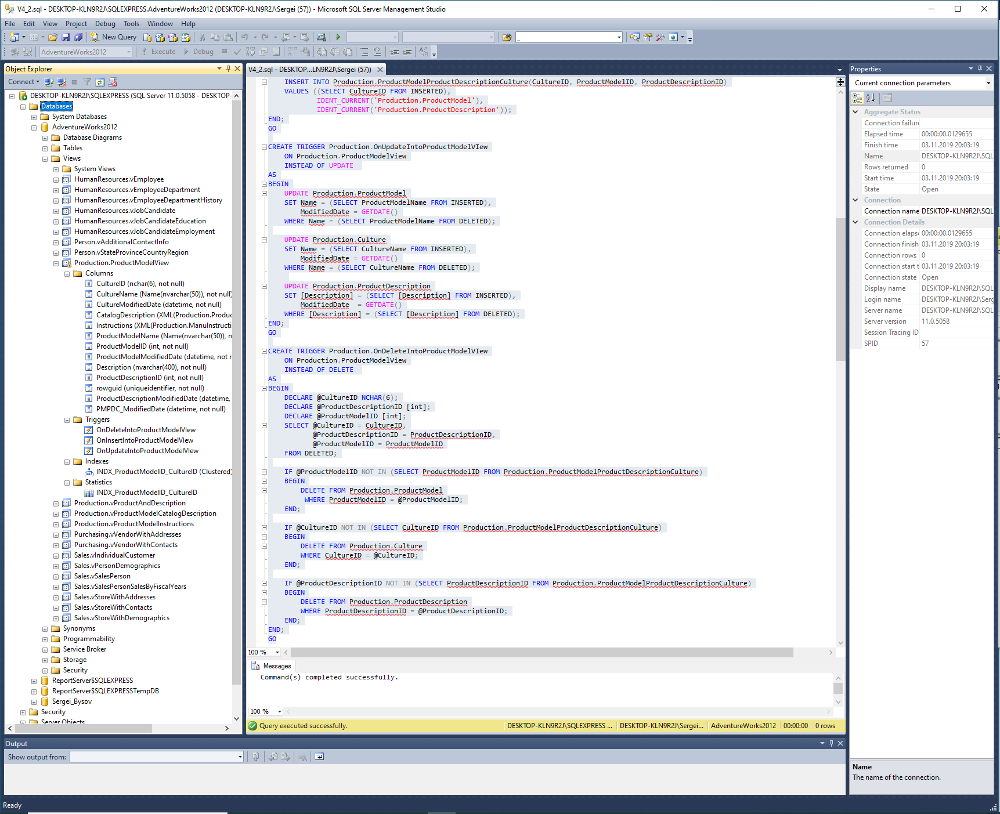 V4_2.sql - DESKTOP-KLN9R2J\SQLEXPRESS.AdventureWorks2012 (DESKTOP-KLN9R2J\Sergei (57)) - Microsoft SQL Server Management Studio
File Edit View Project Debug Tools Window Help
New Query
AdventureWorks2012 Execute Debug
Object Explorer
Connect
DESKTOP-KLN9R2J\SQLEXPRESS (SQL Server 11.0.5058 - DESKTOP-
Databases
System Databases
AdventureWorks2012
Database Diagrams
Tables
Views
System Views
HumanResources.vEmployee
HumanResources.vEmployeeDepartment
HumanResources.vEmployeeDepartmentHistory
HumanResources.vJobCandidate
HumanResources.vJobCandidateEducation
HumanResources.vJobCandidateEmployment
Person.vAdditionalContactInfo
Person.vStateProvinceCountryRegion
Production.ProductModelView
Columns
CultureID (nchar(6), not null)
CultureName (Name(nvarchar(50)), not null)
CultureModifiedDate (datetime, not null)
CatalogDescription (XML(Production.Produc
Instructions (XML(Production.ManuInstructi
ProductModelName (Name(nvarchar(50)), n
ProductModelID (int, not null)
ProductModelModifiedDate (datetime, not n
Description (nvarchar(400), not null)
ProductDescriptionID (int, not null)
rowguid (uniqueidentifier, not null)
ProductDescriptionModifiedDate (datetime,
PMPDC_ModifiedDate (datetime, not null)
Triggers
OnDeleteIntoProductModelVIew
OnInsertIntoProductModelVIew
OnUpdateIntoProductModelVIew
Indexes
INDX_ProductModelID_CultureID (Clustered)
Statistics
INDX_ProductModelID_CultureID
Production.vProductAndDescription
Production.vProductModelCatalogDescription
Production.vProductModelInstructions
Purchasing.vVendorWithAddresses
Purchasing.vVendorWithContacts
Sales.vIndividualCustomer
Sales.vPersonDemographics
Sales.vSalesPerson
Sales.vSalesPersonSalesByFiscalYears
Sales.vStoreWithAddresses
Sales.vStoreWithContacts
Sales.vStoreWithDemographics
Synonyms
Programmability
Service Broker
Storage
Security
ReportServer$SQLEXPRESS
ReportServer$SQLEXPRESSTempDB
Sergei_Bysov
Security
Server Objects
V4_2.sql - DESKTOP...LN9R2J\Sergei (57))
INSERT INTO Production.ProductModelProductDescriptionCulture(CultureID, ProductModelID, ProductDescriptionID)
VALUES ((SELECT CultureID FROM INSERTED),
IDENT_CURRENT('Production.ProductModel'),
IDENT_CURRENT('Production.ProductDescription'));
END;
GO
CREATE TRIGGER Production.OnUpdateIntoProductModelVIew
ON Production.ProductModelView
INSTEAD OF UPDATE
AS
BEGIN
UPDATE Production.ProductModel
SET Name = (SELECT ProductModelName FROM INSERTED),
ModifiedDate = GETDATE()
WHERE Name = (SELECT ProductModelName FROM DELETED);
UPDATE Production.Culture
SET Name = (SELECT CultureName FROM INSERTED),
ModifiedDate = GETDATE()
WHERE Name = (SELECT CultureName FROM DELETED);
UPDATE Production.ProductDescription
SET [Description] = (SELECT [Description] FROM INSERTED),
ModifiedDate = GETDATE()
WHERE [Description] = (SELECT [Description] FROM DELETED);
END;
GO
CREATE TRIGGER Production.OnDeleteIntoProductModelVIew
ON Production.ProductModelView
INSTEAD OF DELETE
AS
BEGIN
DECLARE @CultureID NCHAR(6);
DECLARE @ProductDescriptionID [int];
DECLARE @ProductModelID [int];
SELECT @CultureID = CultureID,
@ProductDescriptionID = ProductDescriptionID,
@ProductModelID = ProductModelID
FROM DELETED;
IF @ProductModelID NOT IN (SELECT ProductModelID FROM Production.ProductModelProductDescriptionCulture)
BEGIN
DELETE FROM Production.ProductModel
WHERE ProductModelID = @ProductModelID;
END;
IF @CultureID NOT IN (SELECT CultureID FROM Production.ProductModelProductDescriptionCulture)
BEGIN
DELETE FROM Production.Culture
WHERE CultureID = @CultureID;
END;
IF @ProductDescriptionID NOT IN (SELECT ProductDescriptionID FROM Production.ProductModelProductDescriptionCulture)
BEGIN
DELETE FROM Production.ProductDescription
WHERE ProductDescriptionID = @ProductDescriptionID;
END;
END;
GO
100 %
Messages
Command(s) completed successfully.
100 %
Query executed successfully. DESKTOP-KLN9R2J\SQLEXPRESS ... DESKTOP-KLN9R2J\Sergei... AdventureWorks2012 00:00:00 0 rows
Properties
Current connection parameters
Aggregate Status
Connection failure
Elapsed time 00:00:00.0129655
Finish time 03.11.2019 20:03:19
Name DESKTOP-KLN9R2J\SQL
Rows returned 0
Start time 03.11.2019 20:03:19
State Open
Connection
Connection name DESKTOP-KLN9R2J\SQL
Connection Details
Connection elapse 00:00:00.0129655
Connection finish 03.11.2019 20:03:19
Connection rows 0
Connection start t 03.11.2019 20:03:19
Connection state Open
Display name DESKTOP-KLN9R2J\SQ
Login name DESKTOP-KLN9R2J\Serg
Server name DESKTOP-KLN9R2J\SQ
Server version 11.0.5058
Session Tracing ID
SPID 57
Name
The name of the connection.
Output
Show output from:
Ready